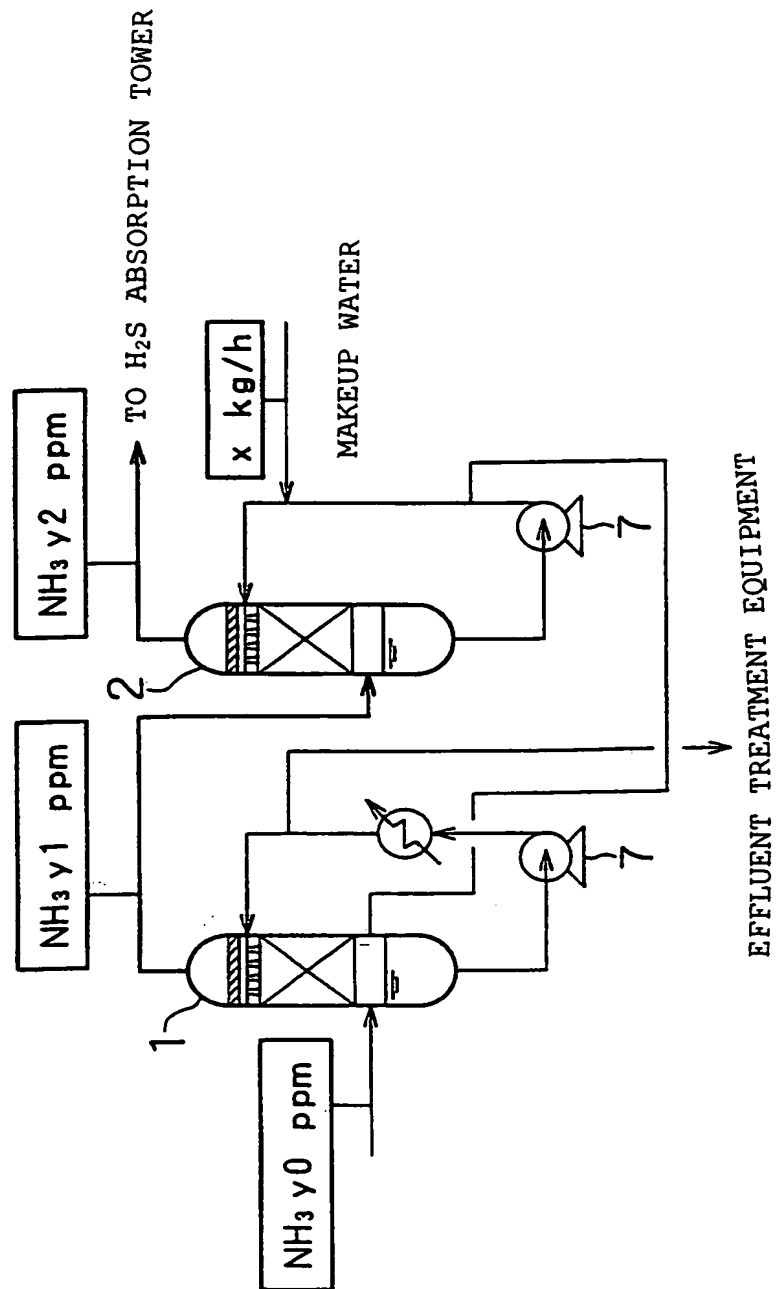 NH₃ y0 ppm
NH₃ y1 ppm
NH₃ y2 ppm
TO H₂S ABSORPTION TOWER
x kg/h
MAKEUP WATER
1
2
7
7
EFFLUENT TREATMENT EQUIPMENT